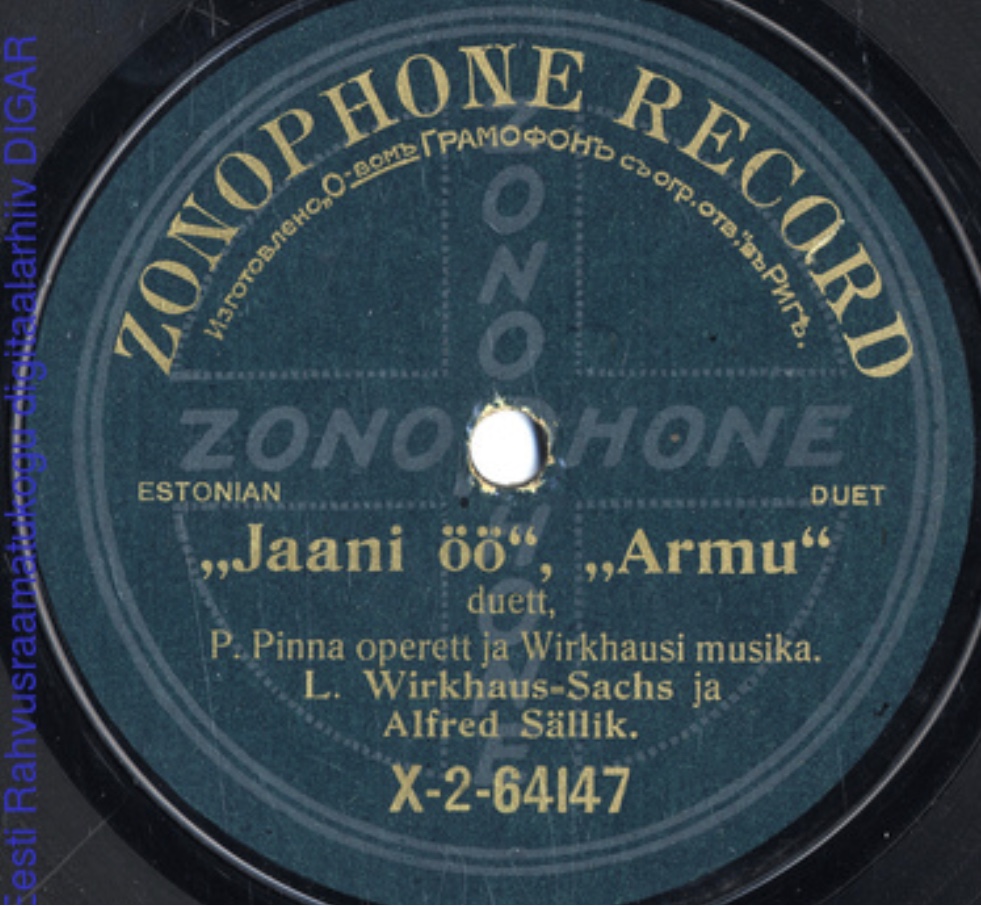 ZONOPHONE RECORD
Изготовлено „О-вомъ Грамофонъ съ огр. отв.“ въ Ригѣ.
ZONOPHONE
ZONOPHONE
ESTONIAN
DUET
„Jaani öö“, „Armu“
duett,
P. Pinna operett ja Wirkhausi musika.
L. Wirkhaus-Sachs ja
Alfred Sällik.
X-2-64147
Eesti Rahvusraamatukogu digitaalarhiiv DIGAR